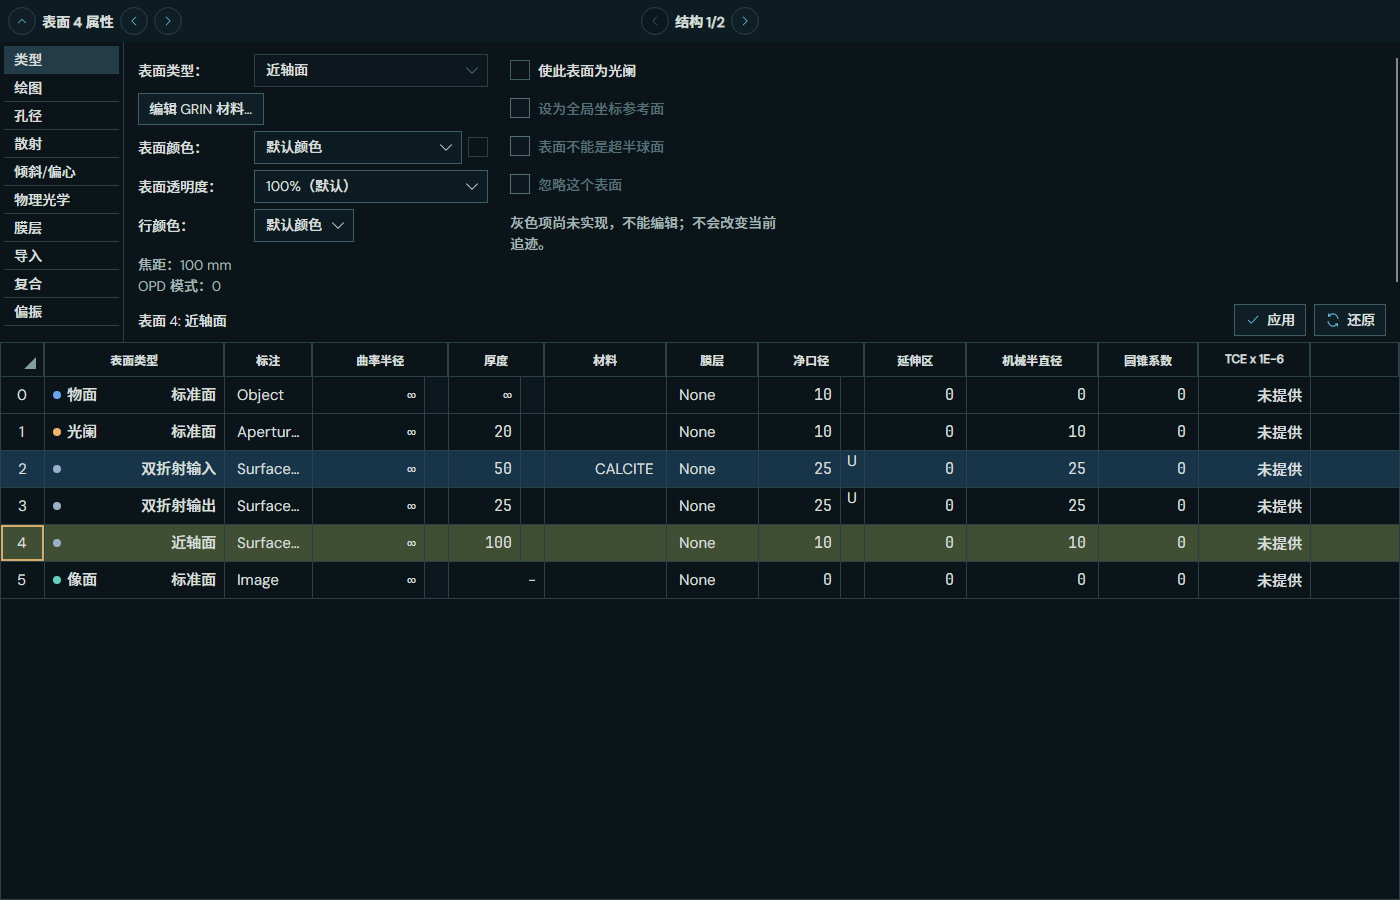 表面 4 属性
结构 1/2
类型
绘图
孔径
散射
倾斜/偏心
物理光学
膜层
导入
复合
偏振
表面类型：
近轴面
编辑 GRIN 材料...
表面颜色：
默认颜色
表面透明度：
100%（默认）
行颜色：
默认颜色
焦距：100 mm
OPD 模式：0
使此表面为光阑
设为全局坐标参考面
表面不能是超半球面
忽略这个表面
灰色项尚未实现，不能编辑；不会改变当前
追迹。
表面 4: 近轴面
应用
还原
表面类型 标注 曲率半径 厚度 材料 膜层 净口径 延伸区 机械半直径 圆锥系数 TCE x 1E-6
0 物面 标准面 Object ∞ ∞ None 10 0 0 0 未提供
1 光阑 标准面 Apertur... ∞ 20 None 10 0 10 0 未提供
2 双折射输入 Surface... ∞ 50 CALCITE None 25 U 0 25 0 未提供
3 双折射输出 Surface... ∞ 25 None 25 U 0 25 0 未提供
4 近轴面 Surface... ∞ 100 None 10 0 10 0 未提供
5 像面 标准面 Image ∞ - None 0 0 0 0 未提供